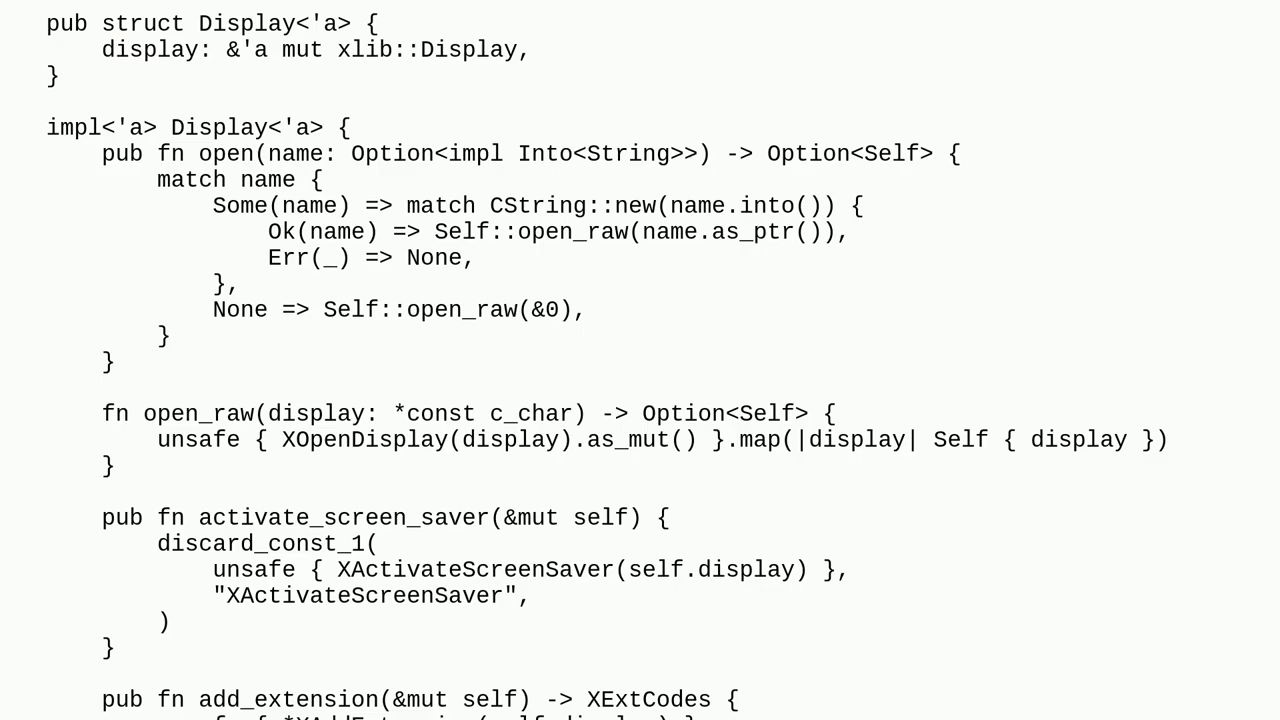 pub struct Display<'a> {
    display: &'a mut xlib::Display,
}

impl<'a> Display<'a> {
    pub fn open(name: Option<impl Into<String>>) -> Option<Self> {
        match name {
            Some(name) => match CString::new(name.into()) {
                Ok(name) => Self::open_raw(name.as_ptr()),
                Err(_) => None,
            },
            None => Self::open_raw(&0),
        }
    }

    fn open_raw(display: *const c_char) -> Option<Self> {
        unsafe { XOpenDisplay(display).as_mut() }.map(|display| Self { display })
    }

    pub fn activate_screen_saver(&mut self) {
        discard_const_1(
            unsafe { XActivateScreenSaver(self.display) },
            "XActivateScreenSaver",
        )
    }

    pub fn add_extension(&mut self) -> XExtCodes {